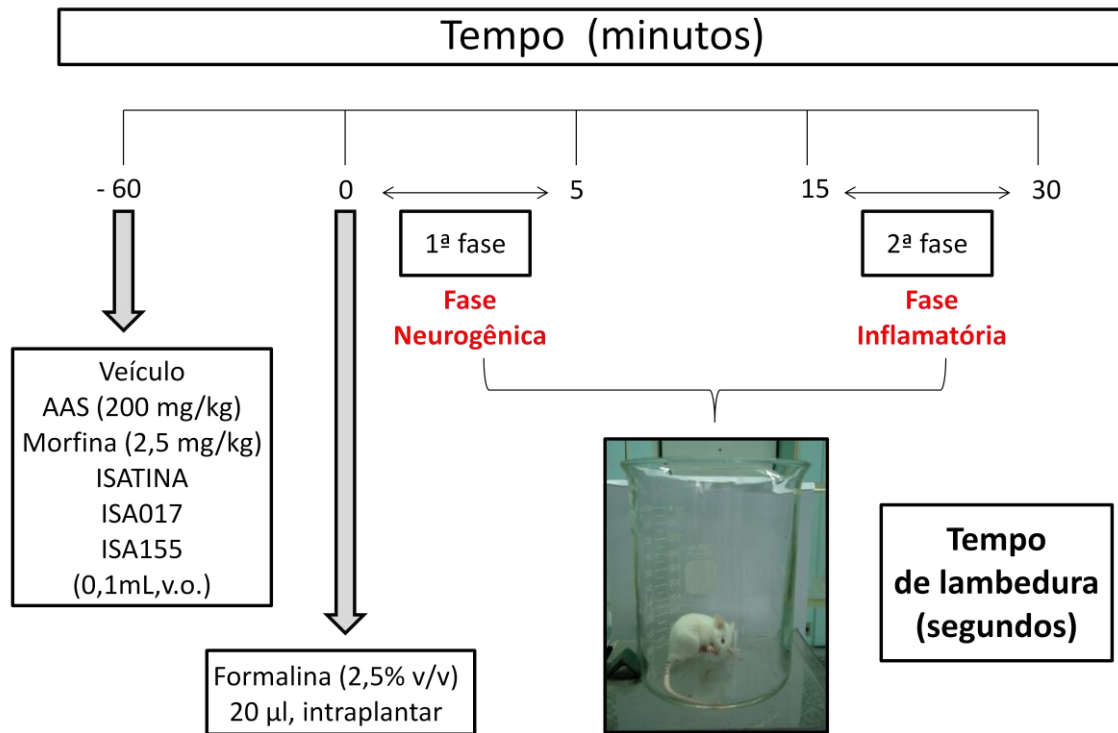 Tempo (minutos)
- 60
0
5
15
30
1ª fase
2ª fase
Fase
Neurogênica
Fase
Inflamatória
Veículo
AAS (200 mg/kg)
Morfina (2,5 mg/kg)
ISATINA
ISA017
ISA155
(0,1mL,v.o.)
Formalina (2,5% v/v)
20 µl, intraplantar
Tempo
de lambedura
(segundos)